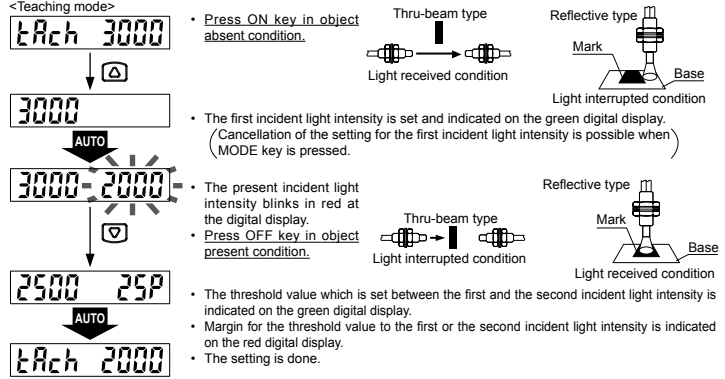 <Teaching mode>
tAch 3000
3000
AUTO
3000 2000
2500 25P
AUTO
tAch 2000
• Press ON key in object
absent condition.
Thru-beam type
Light received condition
Reflective type
Mark
Base
Light interrupted condition
• The first incident light intensity is set and indicated on the green digital display.
(Cancellation of the setting for the first incident light intensity is possible when
MODE key is pressed.)
• The present incident light
intensity blinks in red at
the digital display.
• Press OFF key in object
present condition.
Thru-beam type
Light interrupted condition
Reflective type
Mark
Base
Light received condition
• The threshold value which is set between the first and the second incident light intensity is
indicated on the green digital display.
• Margin for the threshold value to the first or the second incident light intensity is indicated
on the red digital display.
• The setting is done.